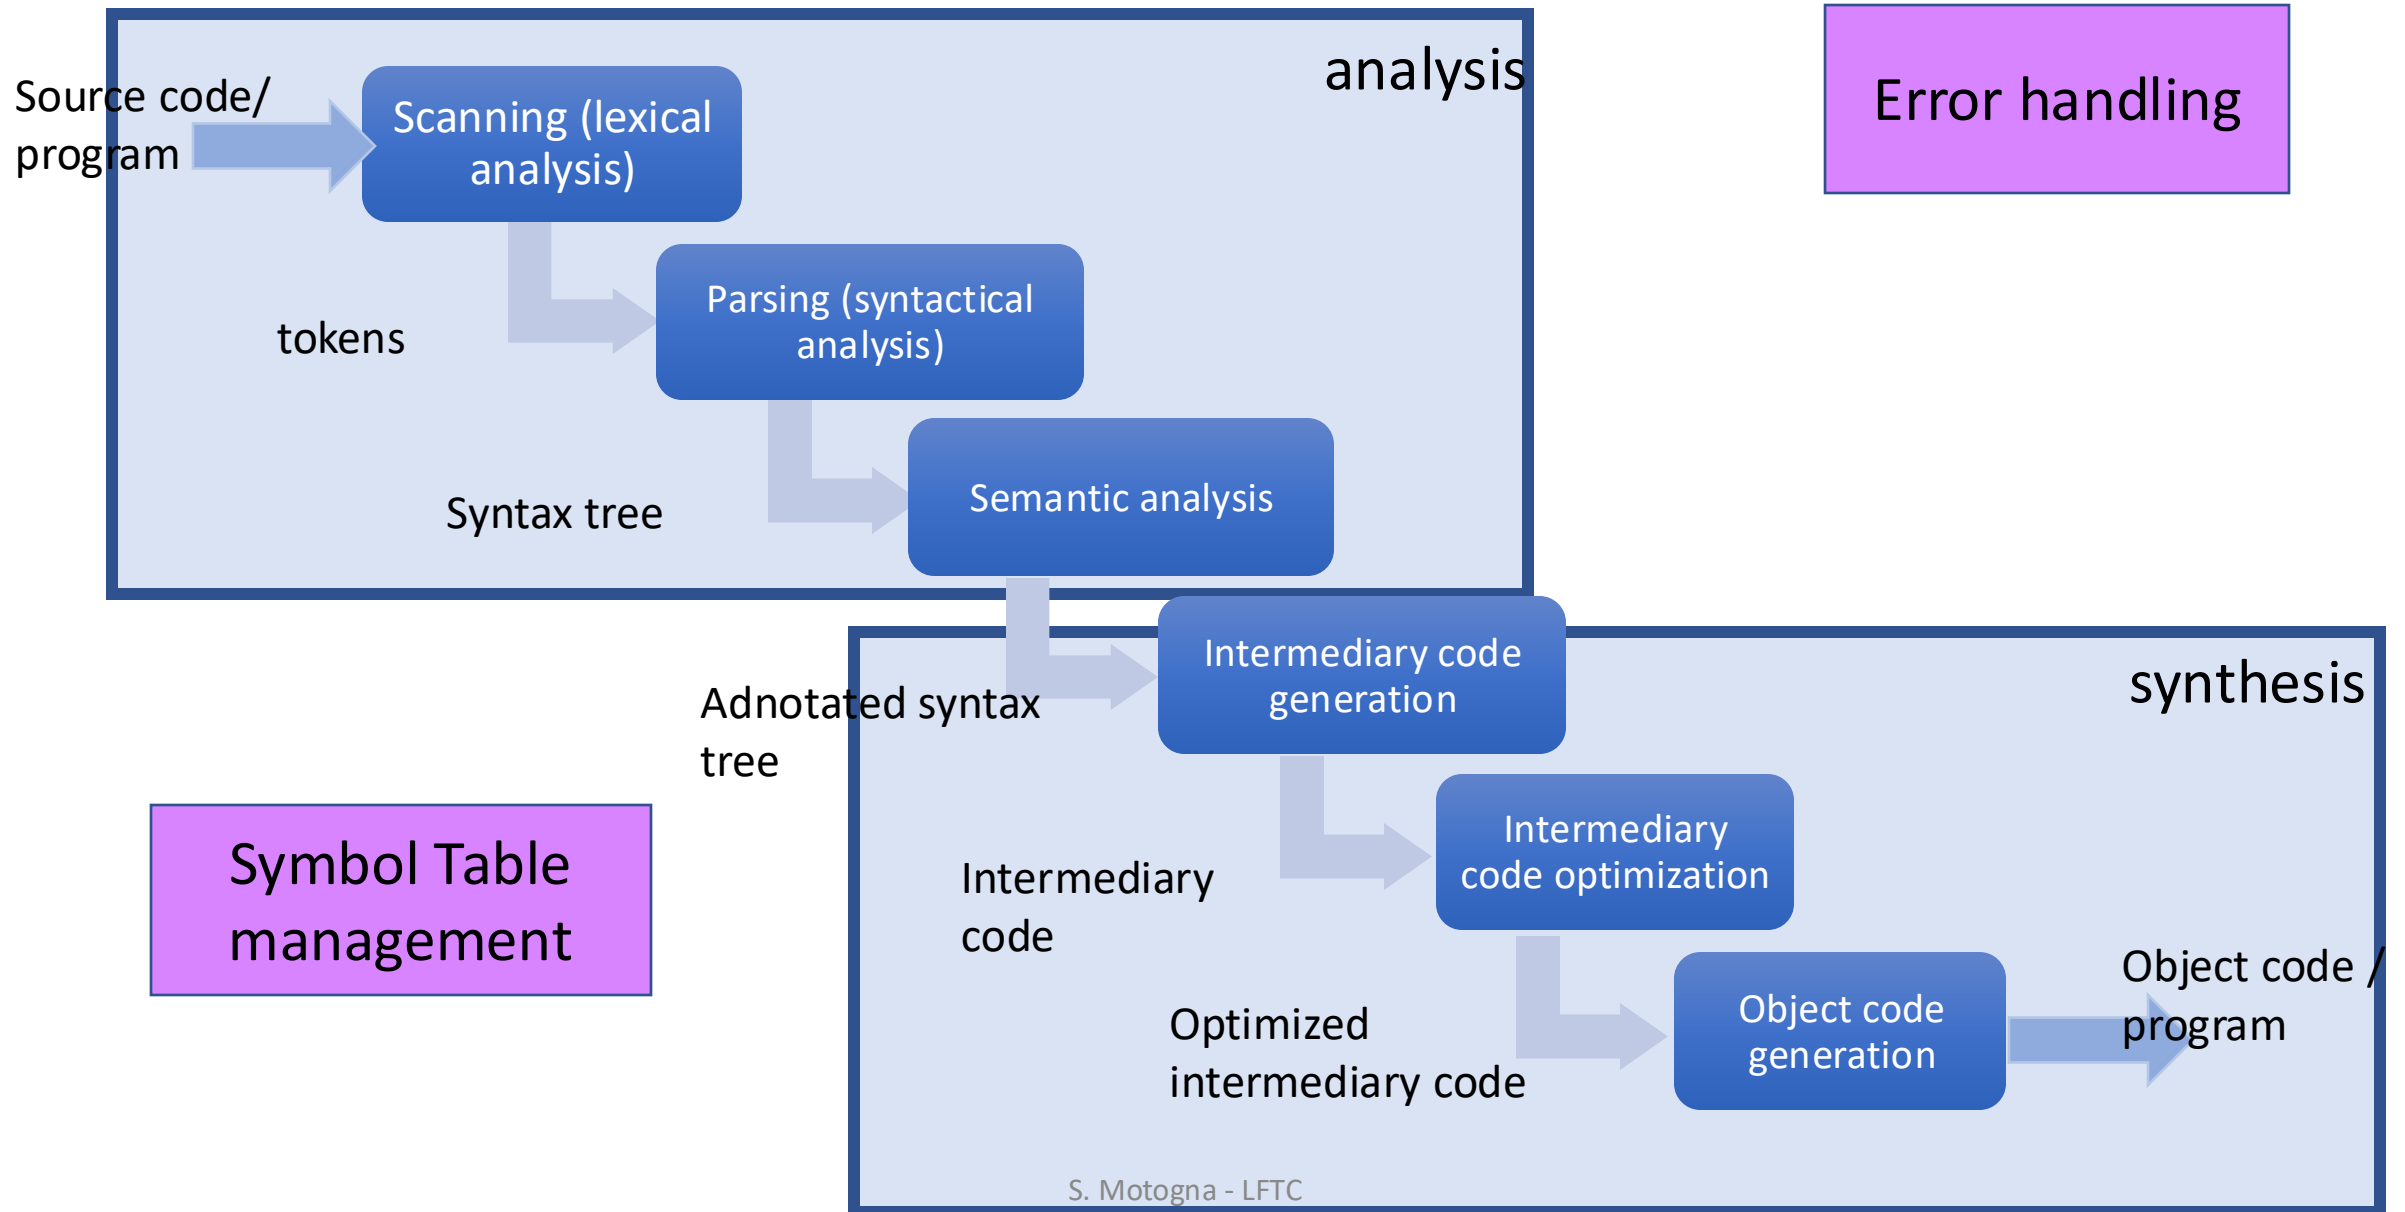 analysis
Error handling
Source code/
program
Scanning (lexical
analysis)
tokens
Parsing (syntactical
analysis)
Syntax tree
Semantic analysis
synthesis
Adnotated syntax
tree
Intermediary code
generation
Symbol Table
management
Intermediary
code
Intermediary
code optimization
Optimized
intermediary code
Object code
generation
Object code /
program
S. Motogna - LFTC